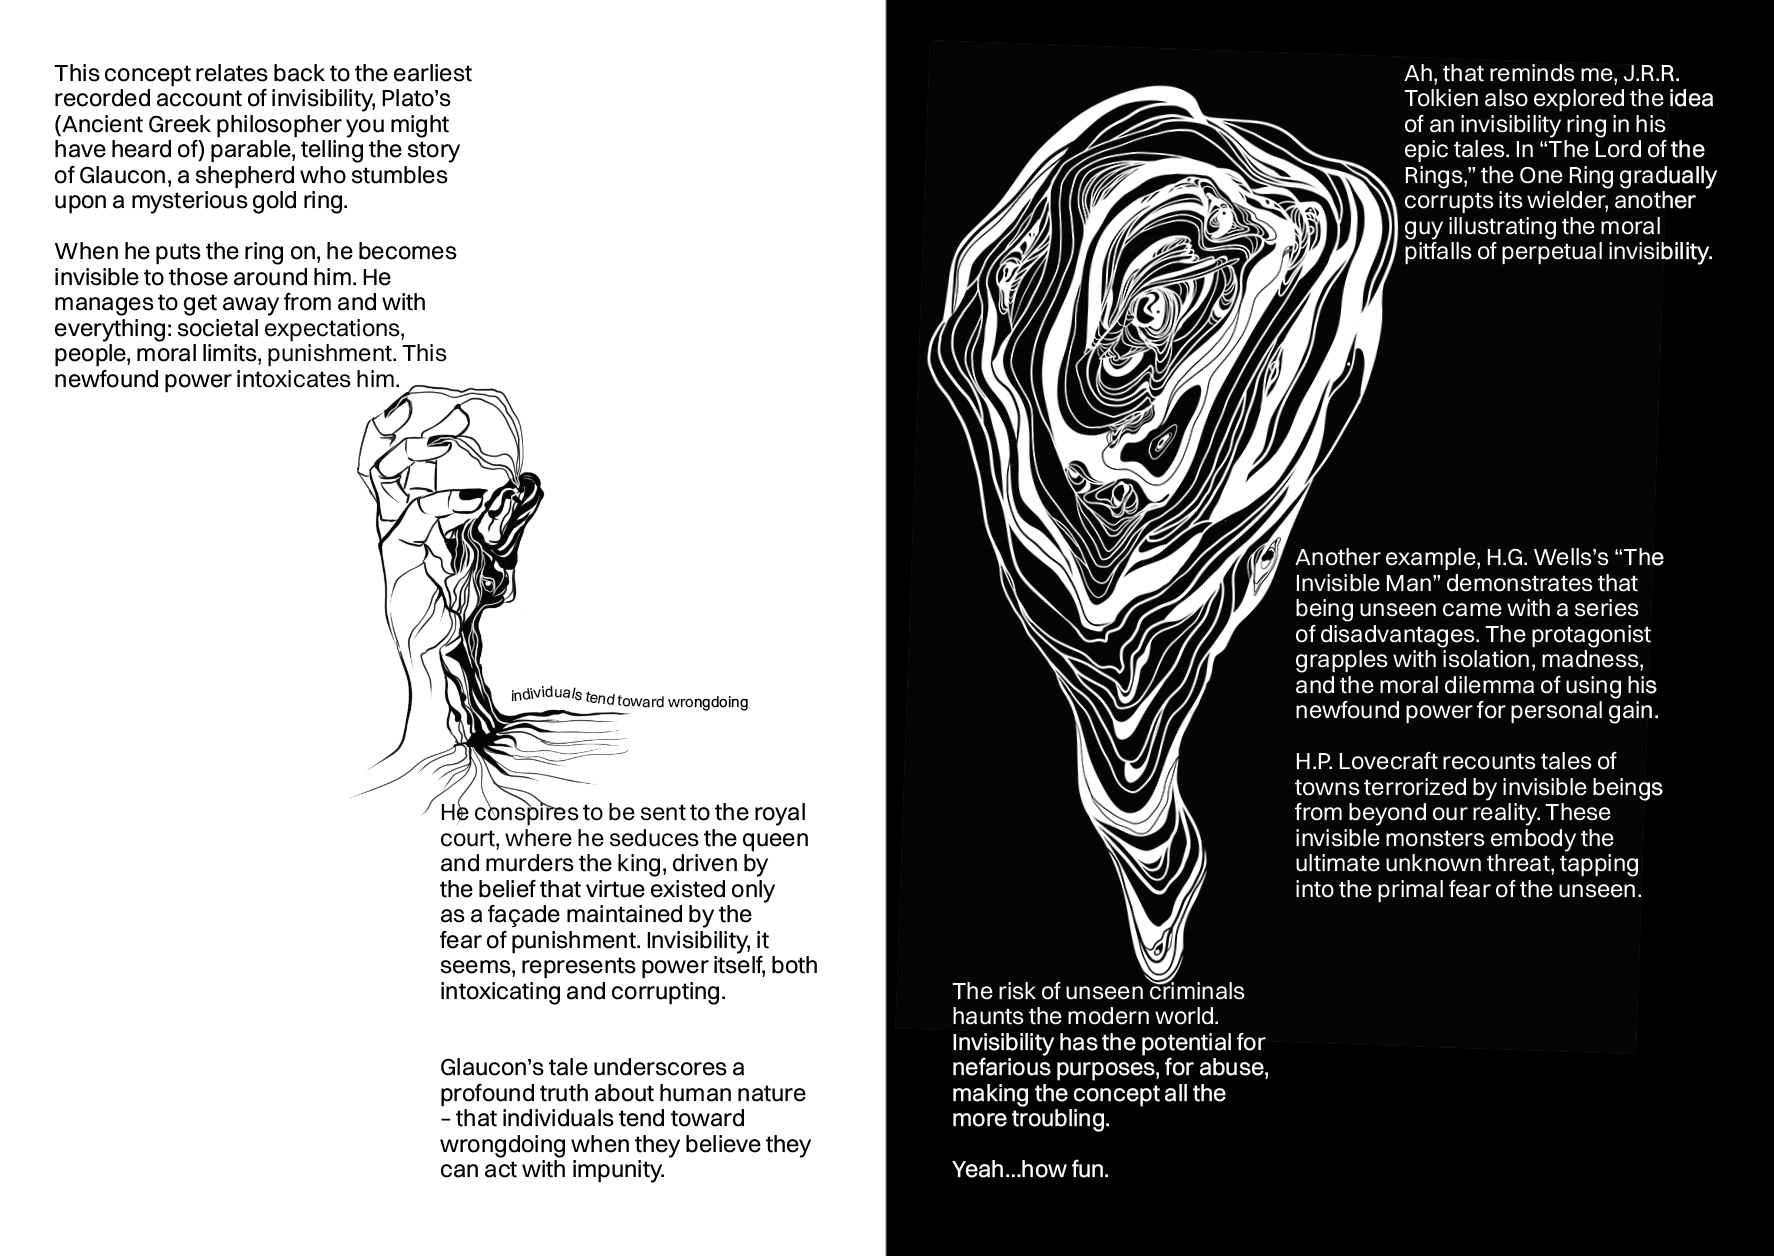 This concept relates back to the earliest
recorded account of invisibility, Plato’s
(Ancient Greek philosopher you might
have heard of) parable, telling the story
of Glaucon, a shepherd who stumbles
upon a mysterious gold ring.
When he puts the ring on, he becomes
invisible to those around him. He
manages to get away from and with
everything: societal expectations,
people, moral limits, punishment. This
newfound power intoxicates him.
individuals tend toward wrongdoing
He conspires to be sent to the royal
court, where he seduces the queen
and murders the king, driven by
the belief that virtue existed only
as a façade maintained by the
fear of punishment. Invisibility, it
seems, represents power itself, both
intoxicating and corrupting.
Glaucon’s tale underscores a
profound truth about human nature
– that individuals tend toward
wrongdoing when they believe they
can act with impunity.
Ah, that reminds me, J.R.R.
Tolkien also explored the idea
of an invisibility ring in his
epic tales. In “The Lord of the
Rings,” the One Ring gradually
corrupts its wielder, another
guy illustrating the moral
pitfalls of perpetual invisibility.
Another example, H.G. Wells’s “The
Invisible Man” demonstrates that
being unseen came with a series
of disadvantages. The protagonist
grapples with isolation, madness,
and the moral dilemma of using his
newfound power for personal gain.
H.P. Lovecraft recounts tales of
towns terrorized by invisible beings
from beyond our reality. These
invisible monsters embody the
ultimate unknown threat, tapping
into the primal fear of the unseen.
The risk of unseen criminals
haunts the modern world.
Invisibility has the potential for
nefarious purposes, for abuse,
making the concept all the
more troubling.
Yeah...how fun.